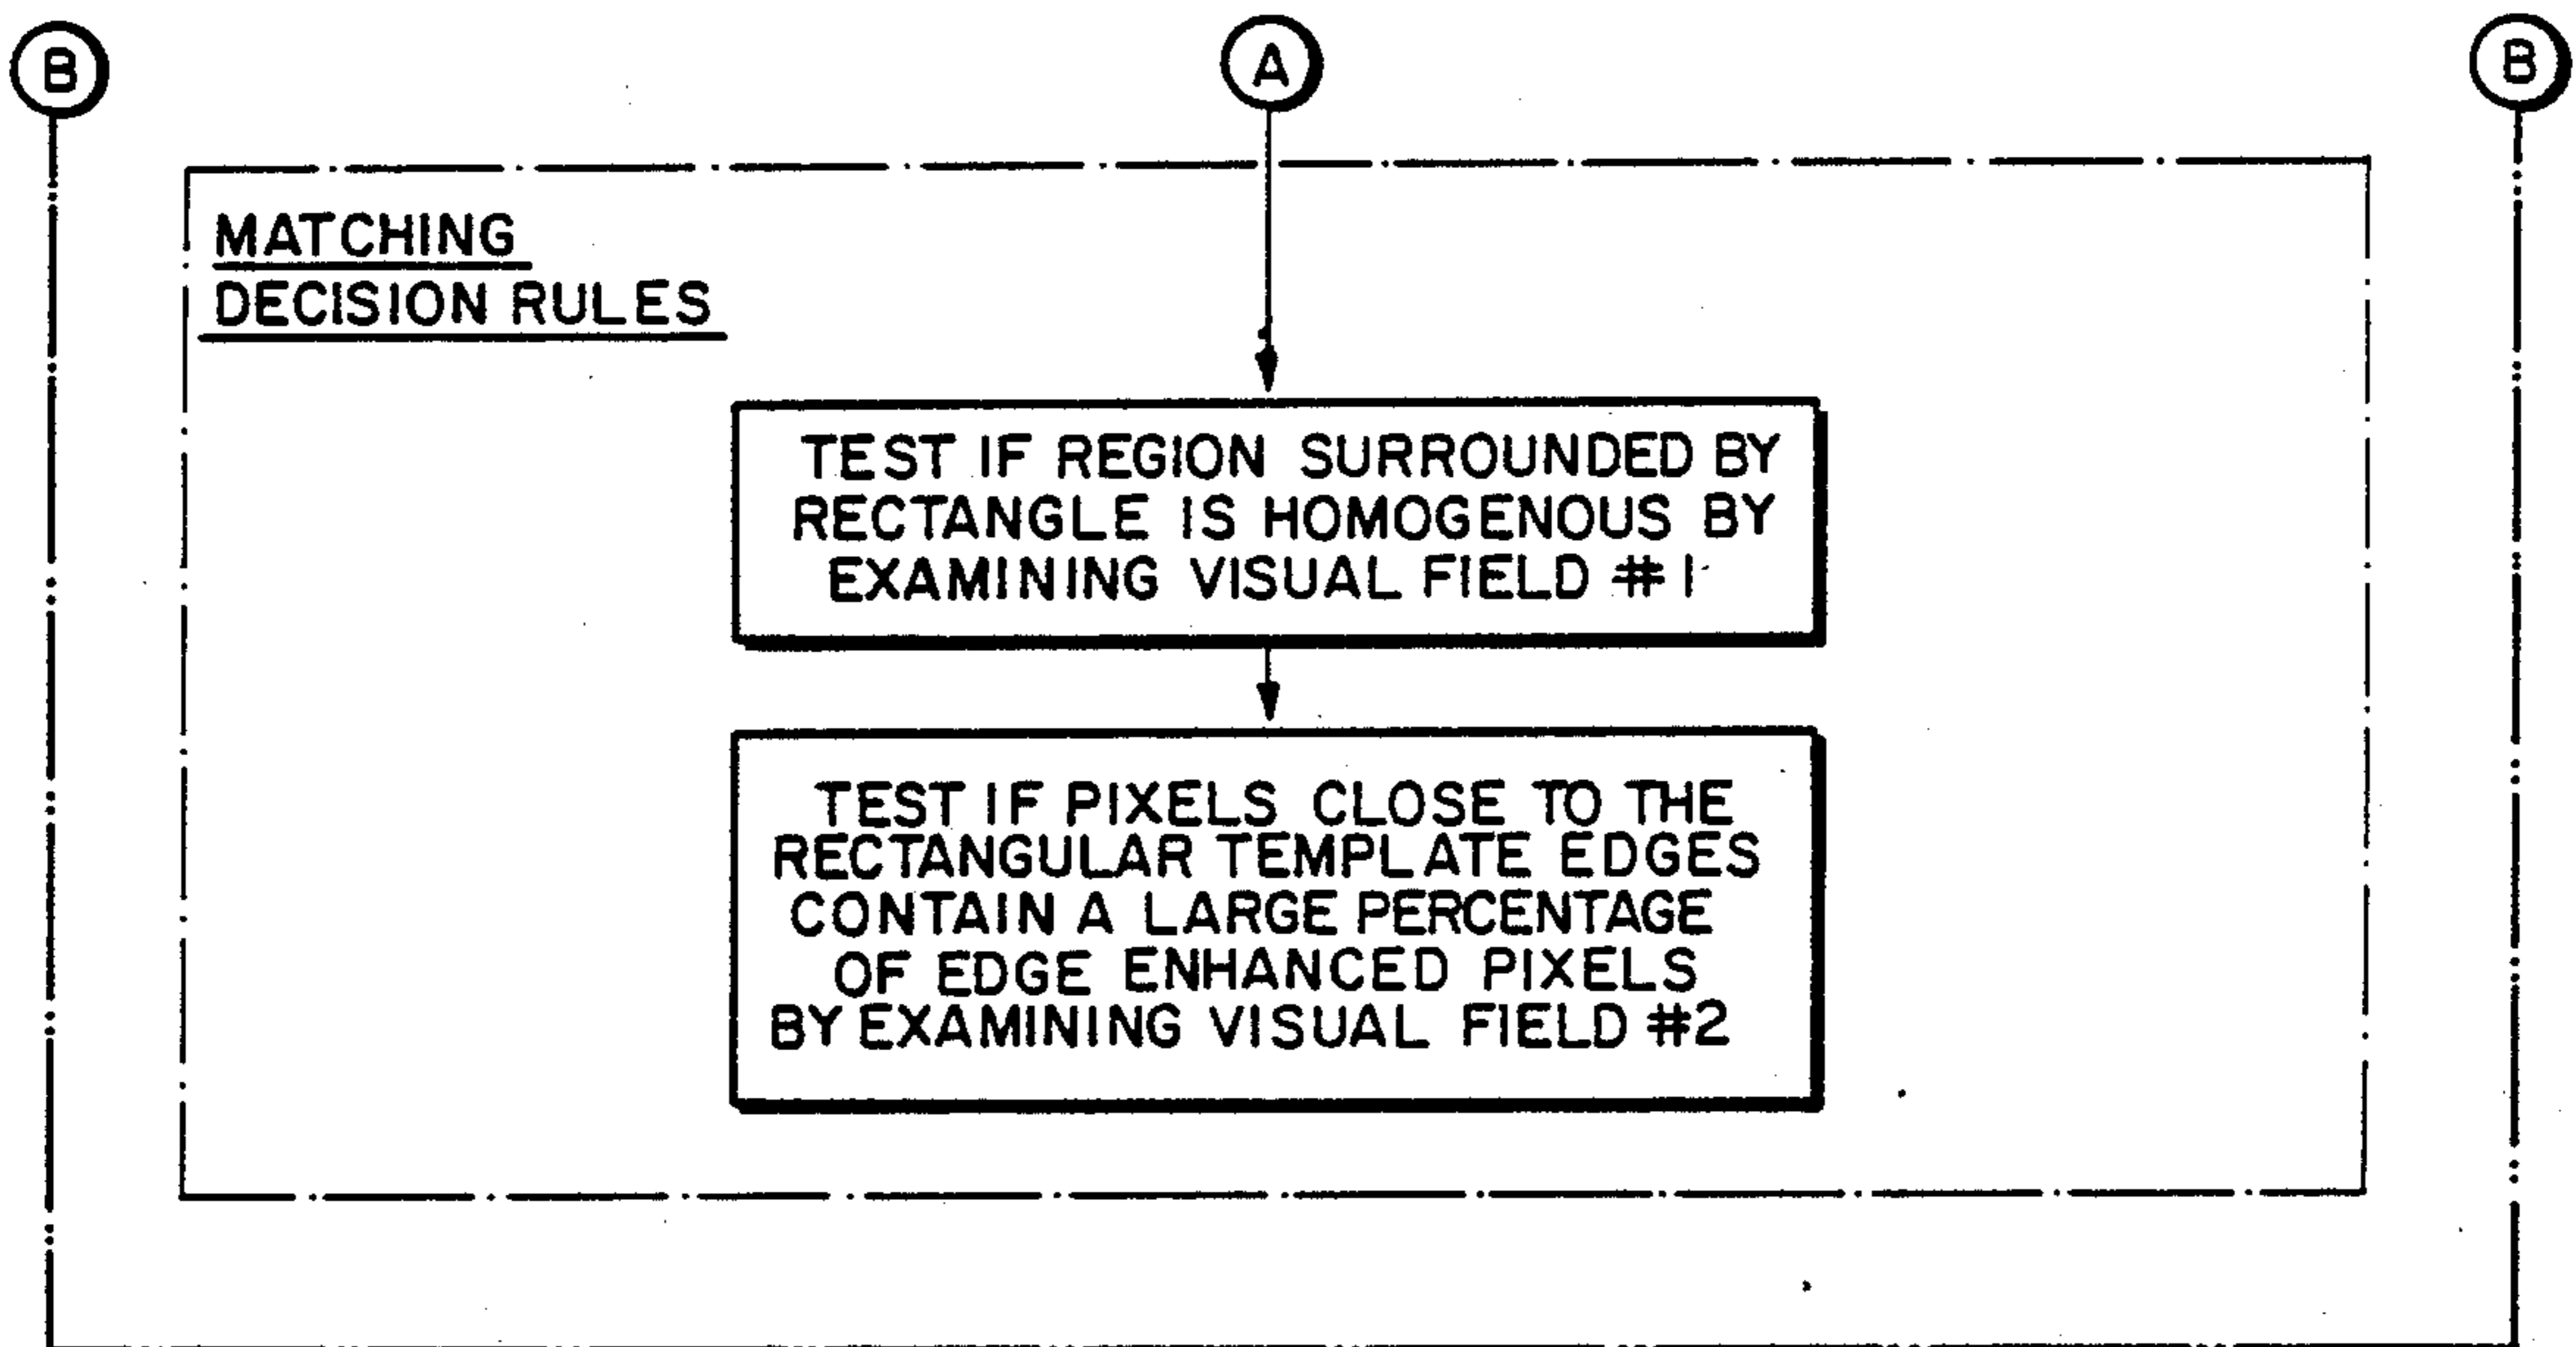 B
A
B
MATCHING
DECISION RULES
TEST IF REGION SURROUNDED BY
RECTANGLE IS HOMOGENOUS BY
EXAMINING VISUAL FIELD #1
TEST IF PIXELS CLOSE TO THE
RECTANGULAR TEMPLATE EDGES
CONTAIN A LARGE PERCENTAGE
OF EDGE ENHANCED PIXELS
BY EXAMINING VISUAL FIELD #2